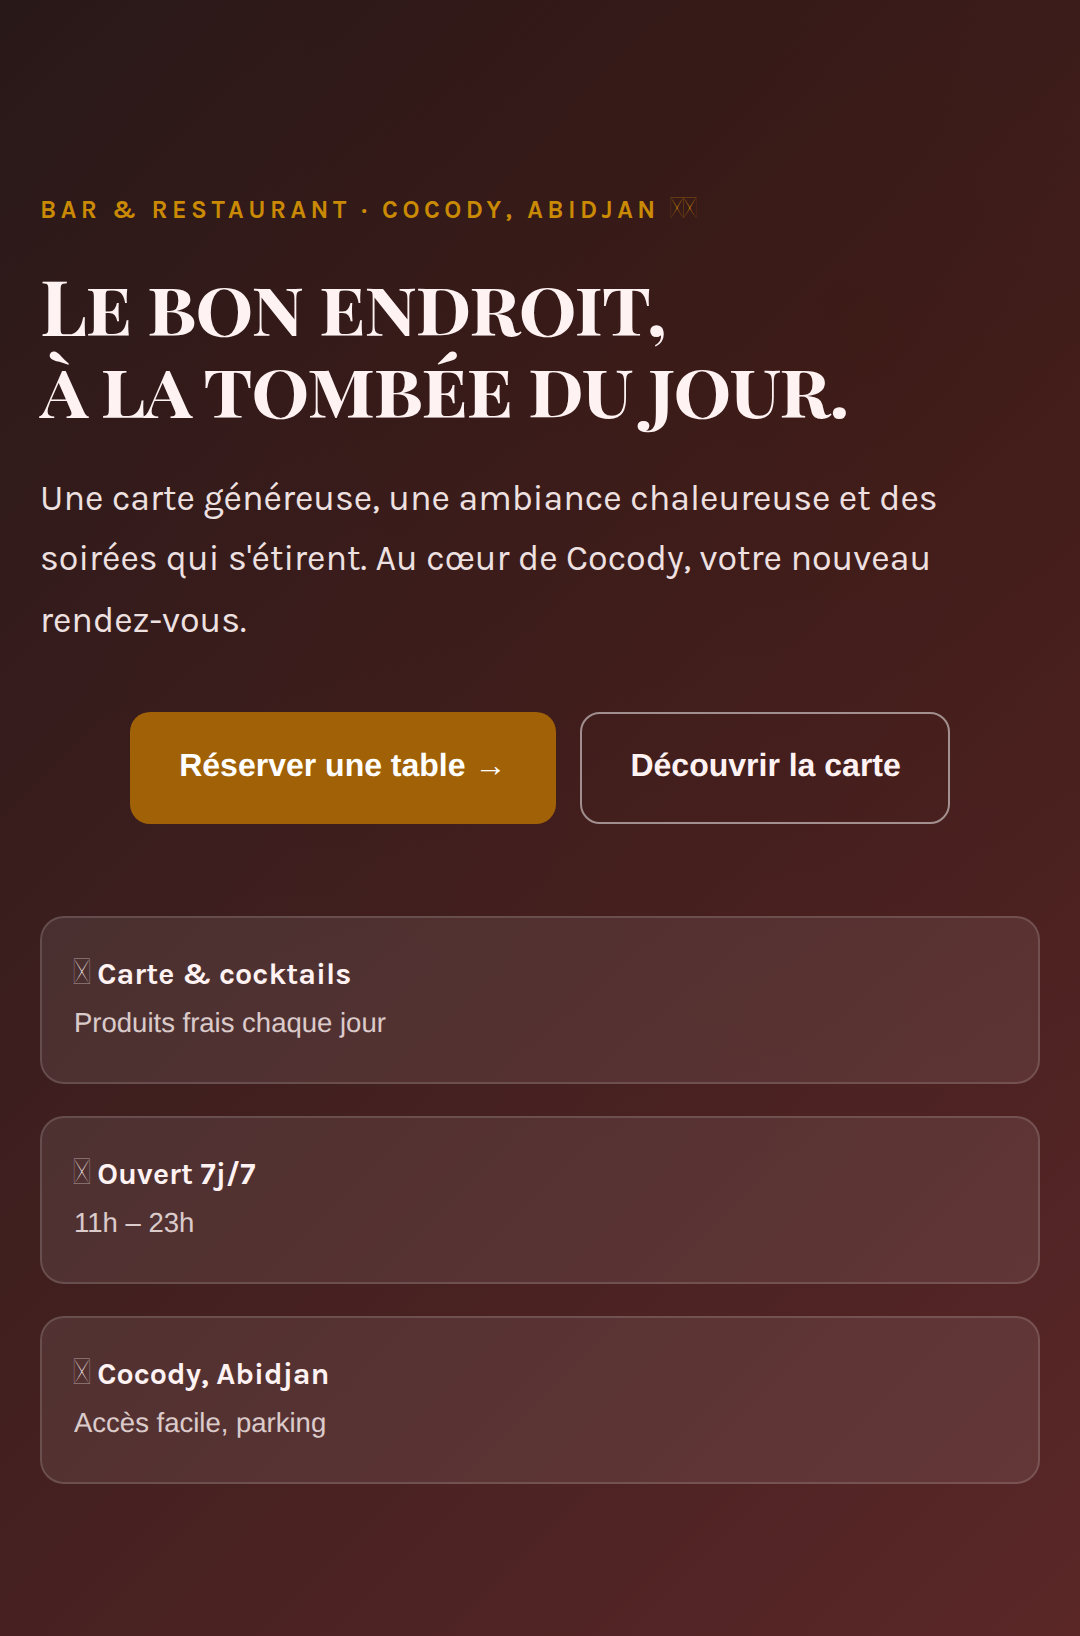 BAR & RESTAURANT · COCODY, ABIDJAN
LE BON ENDROIT,
À LA TOMBÉE DU JOUR.
Une carte généreuse, une ambiance chaleureuse et des
soirées qui s'étirent. Au cœur de Cocody, votre nouveau
rendez-vous.
Réserver une table →
Découvrir la carte
Carte & cocktails
Produits frais chaque jour
Ouvert 7j/7
11h – 23h
Cocody, Abidjan
Accès facile, parking